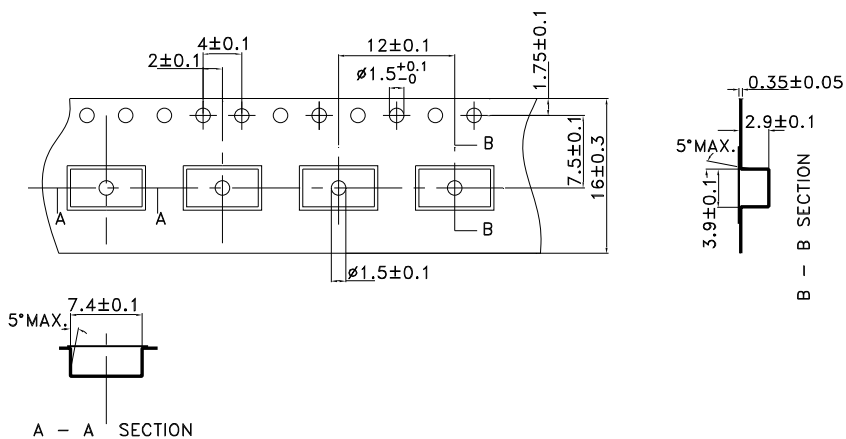 4±0.1
2±0.1
12±0.1
ø1.5+0.1-0
1.75±0.1
0.35±0.05
2.9±0.1
5°MAX.
B
7.5±0.1
16±0.3
3.9±0.1
A
A
B
B - B SECTION
ø1.5±0.1
7.4±0.1
5°MAX.
A - A SECTION